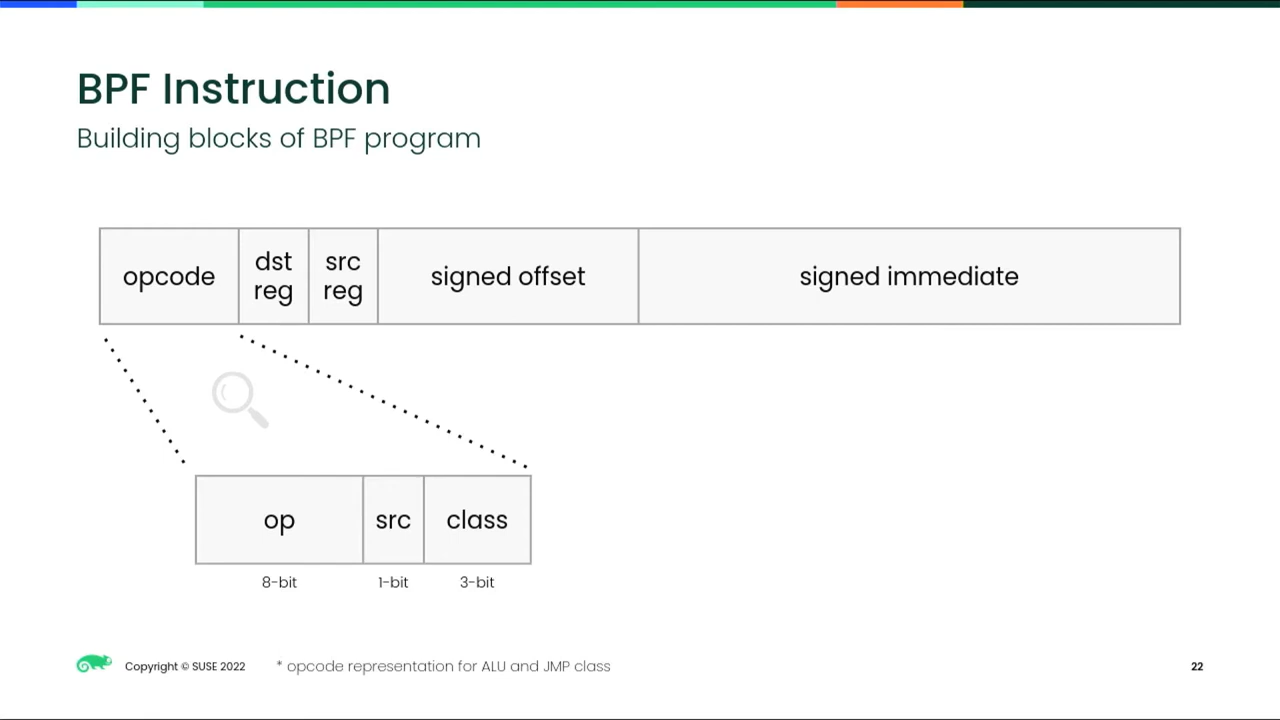 BPF Instruction
Building blocks of BPF program
opcode
dst
reg
src
reg
signed offset
signed immediate
op
src
class
8-bit
1-bit
3-bit
Copyright © SUSE 2022
* opcode representation for ALU and JMP class
22